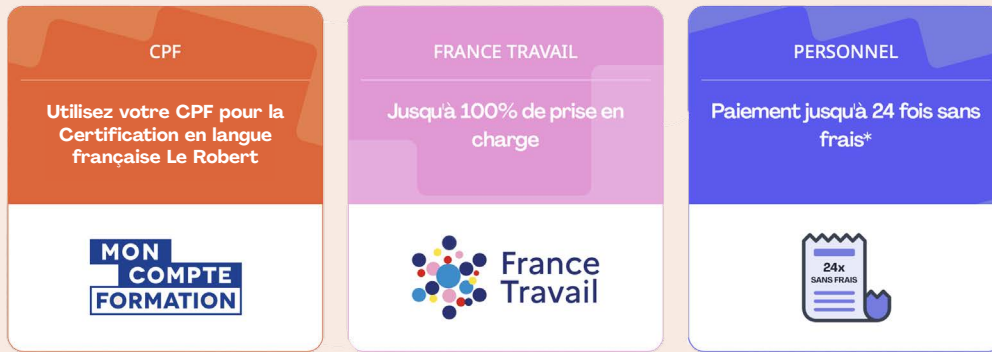 CPF
Utilisez votre CPF pour la
Certification en langue
française Le Robert
MON
COMPTE
FORMATION
FRANCE TRAVAIL
Jusqu'à 100% de prise en
charge
France
Travail
PERSONNEL
Paiement jusqu'à 24 fois sans
frais*
24x
SANS FRAIS